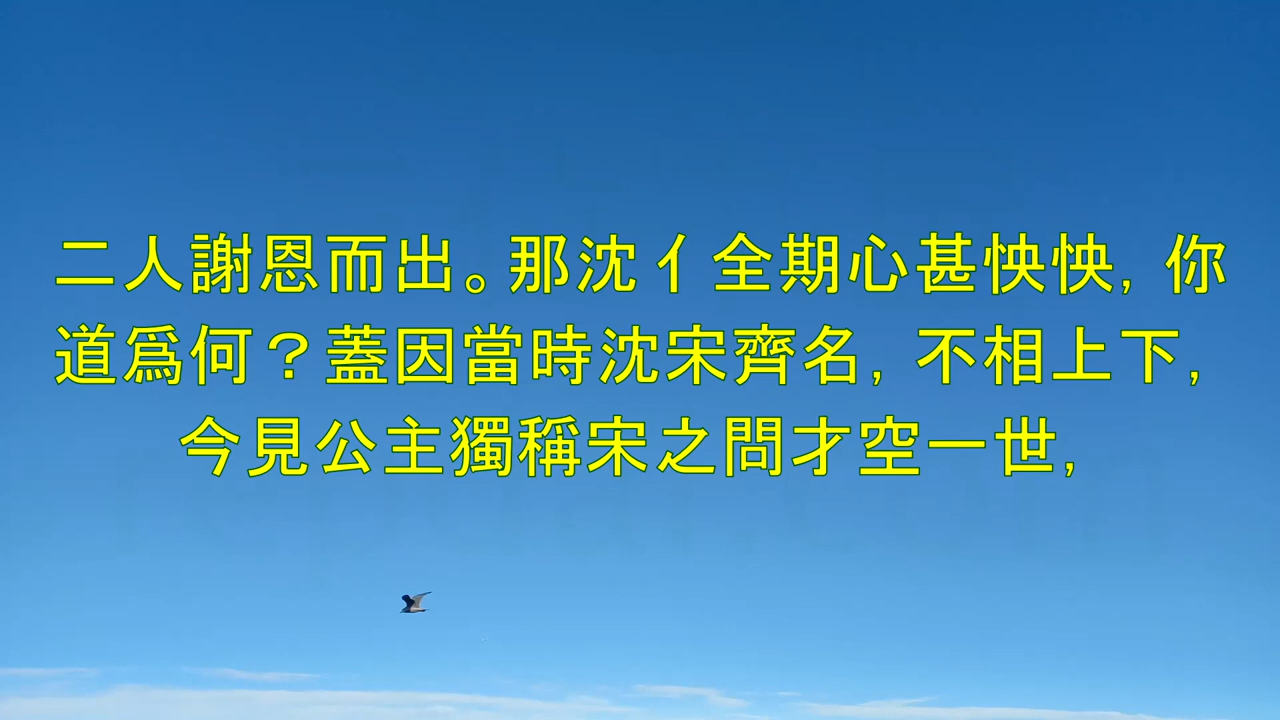 二人謝恩而出。那沈亻全期心甚怏怏，你
道爲何？蓋因當時沈宋齊名，不相上下，
今見公主獨稱宋之問才空一世，